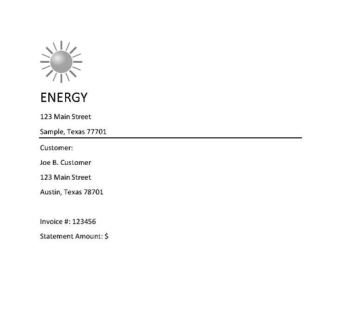 ENERGY
123 Main Street
Sample, Texas 77701
Customer:
Joe B. Customer
123 Main Street
Austin, Texas 78701
Invoice #: 123456
Statement Amount: $